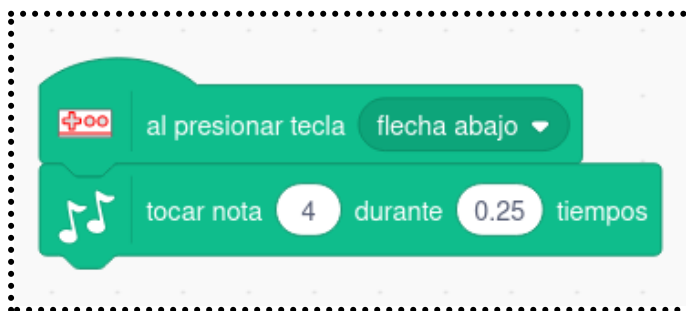 al presionar tecla flecha abajo
tocar nota 4 durante 0.25 tiempos